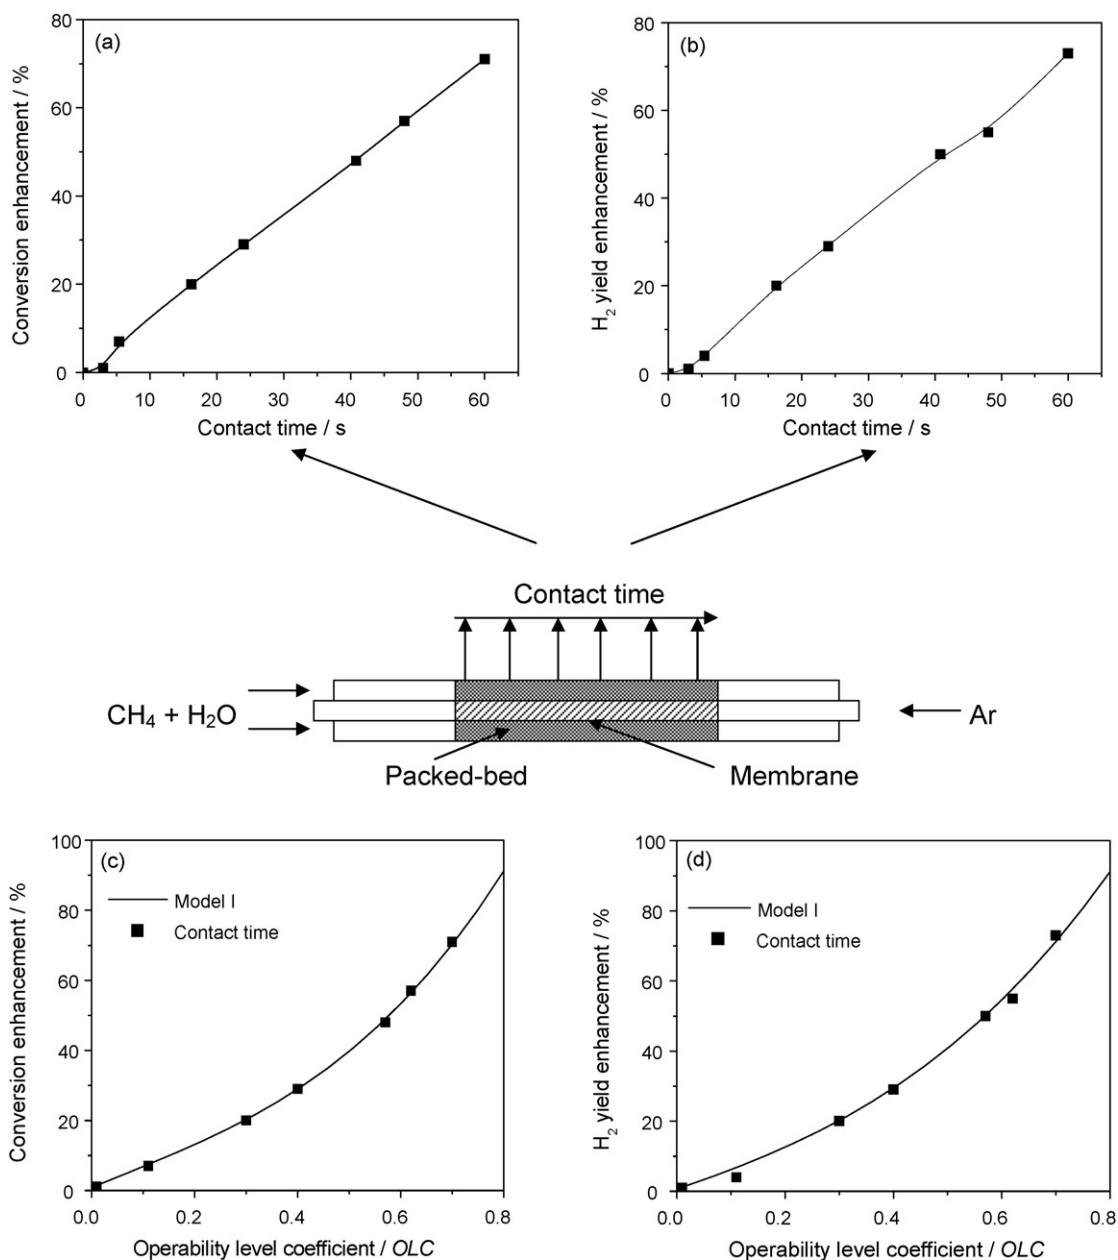 (a)
Conversion enhancement / %
80
60
40
20
0
0 10 20 30 40 50 60
Contact time / s
(b)
H₂ yield enhancement / %
80
60
40
20
0
0 10 20 30 40 50 60
Contact time / s
Contact time
CH₄ + H₂O
Ar
Packed-bed
Membrane
(c)
Conversion enhancement / %
100
80
60
40
20
0
Model I
Contact time
0.0 0.2 0.4 0.6 0.8
Operability level coefficient / OLC
(d)
H₂ yield enhancement / %
100
80
60
40
20
0
Model I
Contact time
0.0 0.2 0.4 0.6 0.8
Operability level coefficient / OLC